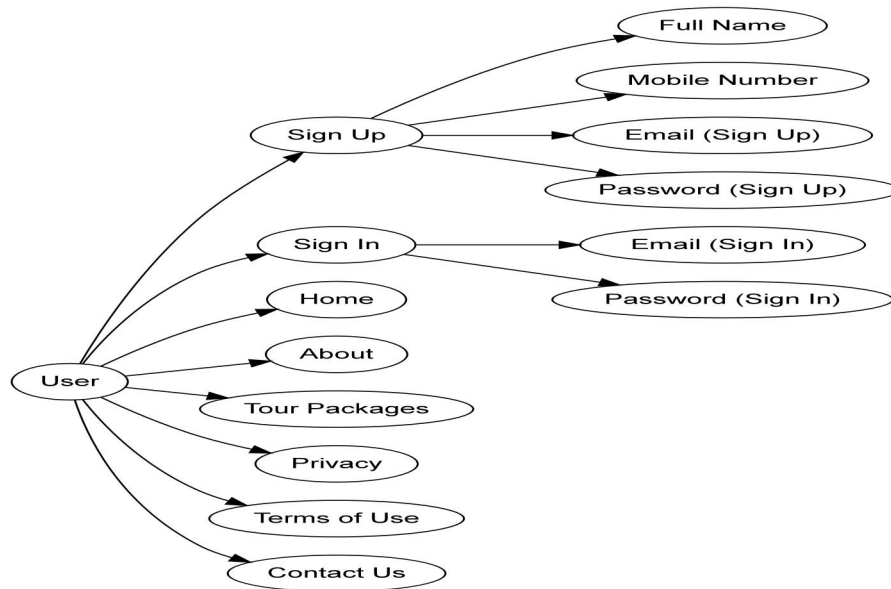 Full Name
Mobile Number
Sign Up
Email (Sign Up)
Password (Sign Up)
Sign In
Email (Sign In)
Home
Password (Sign In)
About
User
Tour Packages
Privacy
Terms of Use
Contact Us